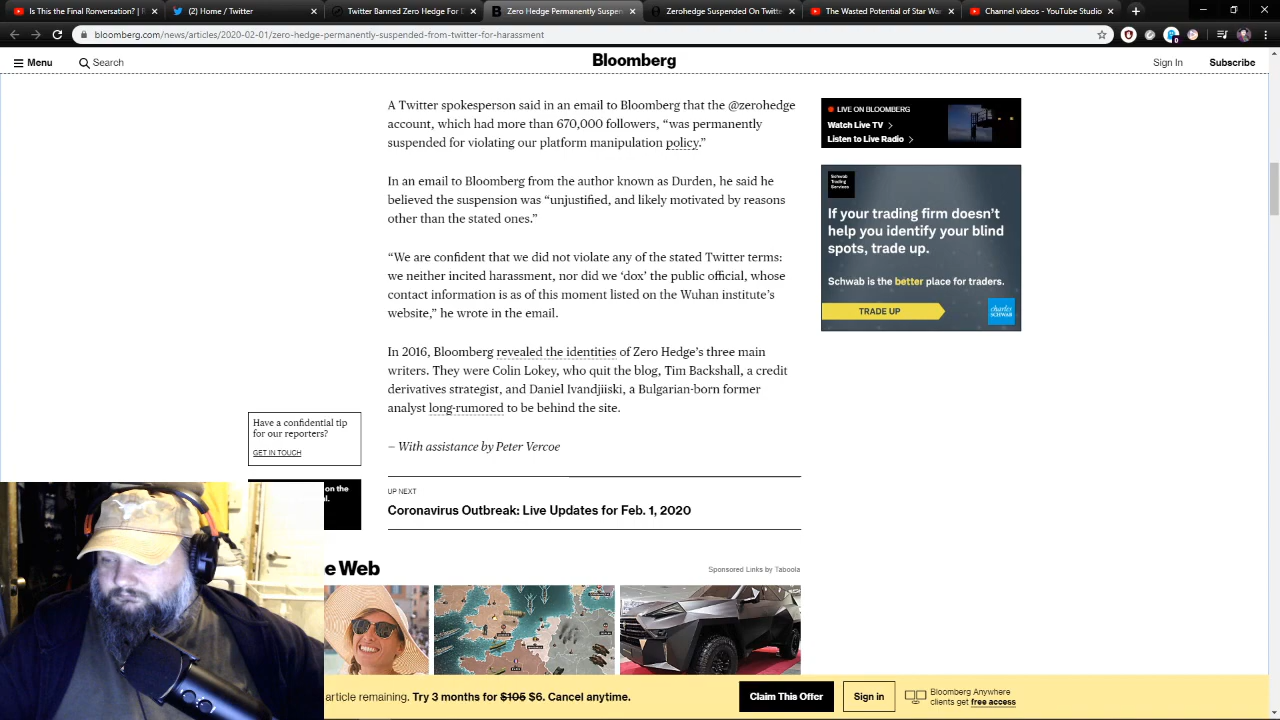 Is This the Final Conversation? |
(2) Home / Twitter
Twitter Banned Zero Hedge For
Zero Hedge Permanently Suspen
Zerohedge Suspended On Twitte
The Wasted Potential of Star War
Channel videos - YouTube Studio
bloomberg.com/news/articles/2020-02-01/zero-hedge-permanently-suspended-from-twitter-for-harassment
Menu
Search
Bloomberg
Sign In
Subscribe
A Twitter spokesperson said in an email to Bloomberg that the @zerohedge
account, which had more than 670,000 followers, “was permanently
suspended for violating our platform manipulation policy.”
In an email to Bloomberg from the author known as Durden, he said he
believed the suspension was “unjustified, and likely motivated by reasons
other than the stated ones.”
“We are confident that we did not violate any of the stated Twitter terms:
we neither incited harassment, nor did we ‘dox’ the public official, whose
contact information is as of this moment listed on the Wuhan institute’s
website,” he wrote in the email.
In 2016, Bloomberg revealed the identities of Zero Hedge’s three main
writers. They were Colin Lokey, who quit the blog, Tim Backshall, a credit
derivatives strategist, and Daniel Ivandjiiski, a Bulgarian-born former
analyst long-rumored to be behind the site.
– With assistance by Peter Vercoe
UP NEXT
Coronavirus Outbreak: Live Updates for Feb. 1, 2020
LIVE ON BLOOMBERG
Watch Live TV
Listen to Live Radio
Schwab
Trading
Services
If your trading firm doesn’t
help you identify your blind
spots, trade up.
Schwab is the better place for traders.
TRADE UP
charles
SCHWAB
Have a confidential tip
for our reporters?
GET IN TOUCH
on the
l.
e Web
Sponsored Links by Taboola
article remaining. Try 3 months for $105 $6. Cancel anytime.
Claim This Offer
Sign in
Bloomberg Anywhere
clients get free access